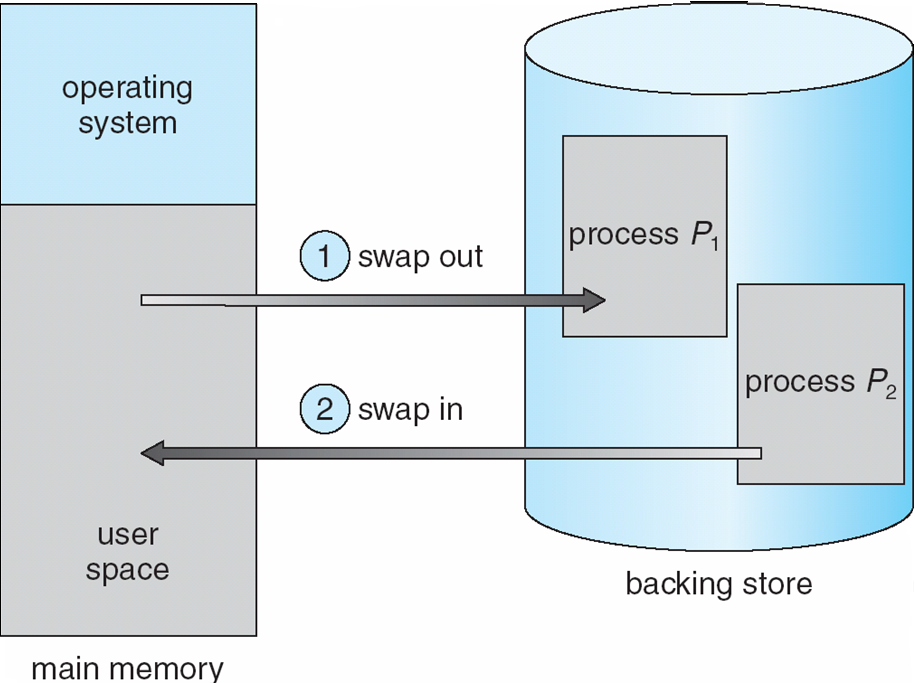 operating
system
process P1
1 swap out
process P2
2 swap in
user
space
backing store
main memory